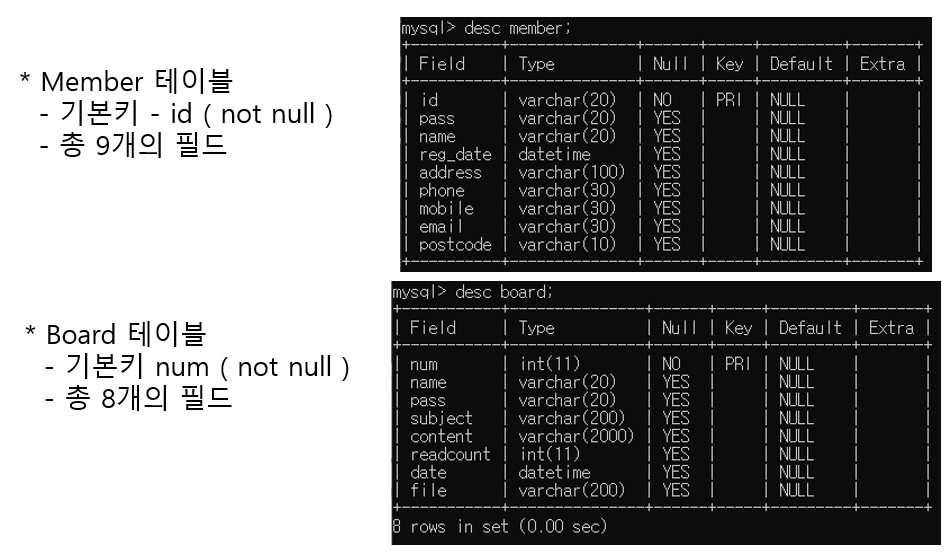 * Member 테이블
- 기본키 - id ( not null )
- 총 9개의 필드
mysql> desc member;
+----------+--------------+------+-----+---------+-------+
| Field    | Type         | Null | Key | Default | Extra |
+----------+--------------+------+-----+---------+-------+
| id       | varchar(20)  | NO   | PRI | NULL    |       |
| pass     | varchar(20)  | YES  |     | NULL    |       |
| name     | varchar(20)  | YES  |     | NULL    |       |
| reg_date | datetime     | YES  |     | NULL    |       |
| address  | varchar(100) | YES  |     | NULL    |       |
| phone    | varchar(30)  | YES  |     | NULL    |       |
| mobile   | varchar(30)  | YES  |     | NULL    |       |
| email    | varchar(30)  | YES  |     | NULL    |       |
| postcode | varchar(10)  | YES  |     | NULL    |       |
+----------+--------------+------+-----+---------+-------+
* Board 테이블
- 기본키 num ( not null )
- 총 8개의 필드
mysql> desc board;
+-----------+---------------+------+-----+---------+-------+
| Field     | Type          | Null | Key | Default | Extra |
+-----------+---------------+------+-----+---------+-------+
| num       | int(11)       | NO   | PRI | NULL    |       |
| name      | varchar(20)   | YES  |     | NULL    |       |
| pass      | varchar(20)   | YES  |     | NULL    |       |
| subject   | varchar(200)  | YES  |     | NULL    |       |
| content   | varchar(2000) | YES  |     | NULL    |       |
| readcount | int(11)       | YES  |     | NULL    |       |
| date      | datetime      | YES  |     | NULL    |       |
| file      | varchar(200)  | YES  |     | NULL    |       |
+-----------+---------------+------+-----+---------+-------+
8 rows in set (0.00 sec)